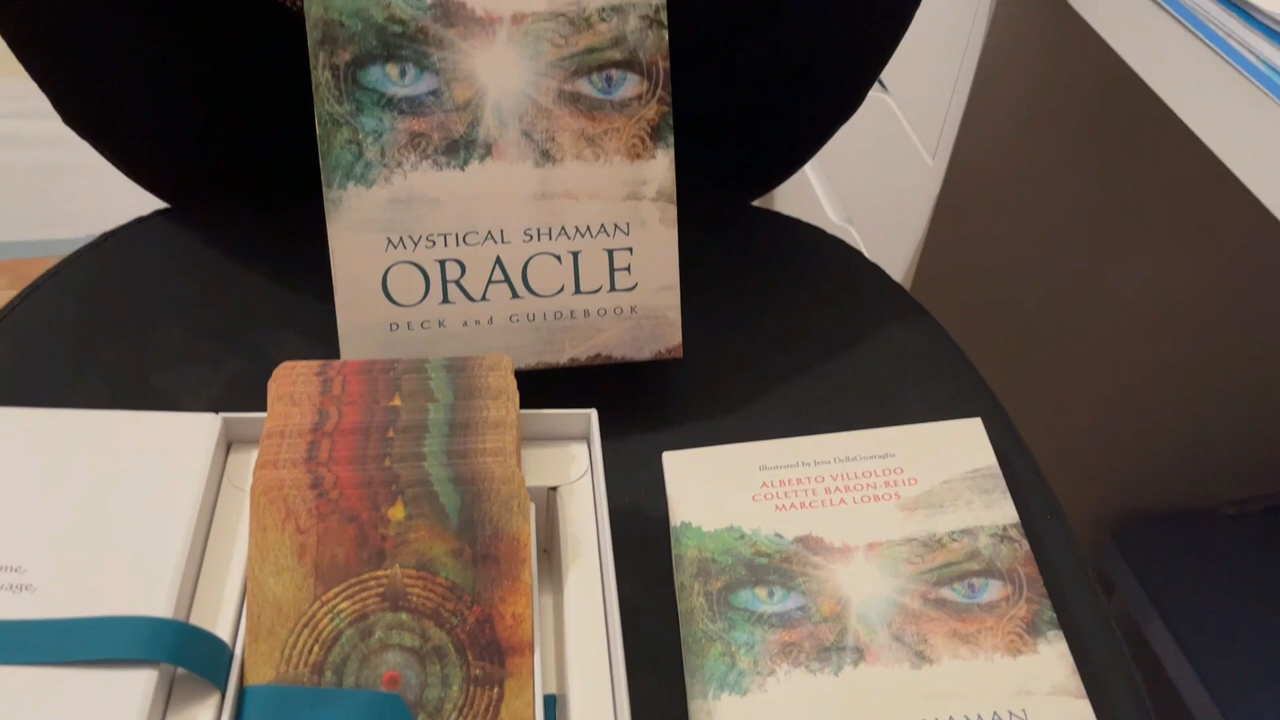 MYSTICAL SHAMAN
ORACLE
DECK and GUIDEBOOK
Illustrated by Jena DellaGrottaglia
ALBERTO VILLOLDO
COLETTE BARON-REID
MARCELA LOBOS